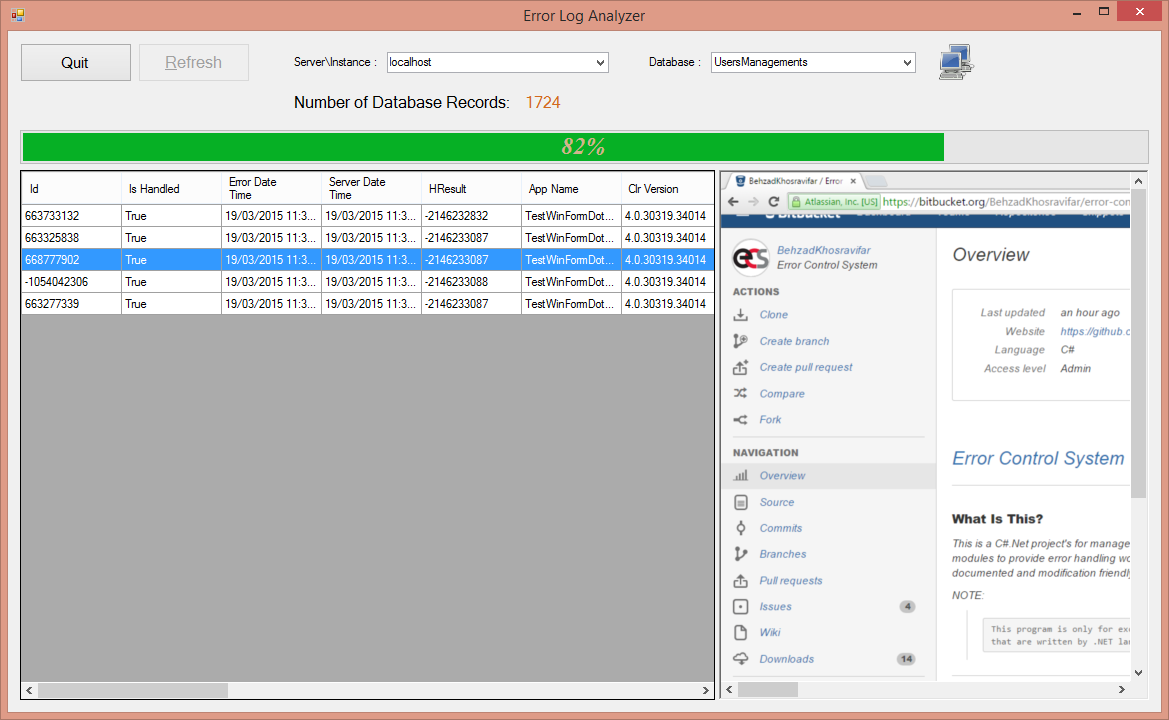 Error Log Analyzer
Quit
Refresh
Server\Instance :
localhost
Database :
UsersManagements
Number of Database Records: 1724
82%
Id Is Handled Error Date Time Server Date Time HResult App Name Clr Version
663733132 True 19/03/2015 11:3... 19/03/2015 11:3... -2146232832 TestWinFormDot... 4.0.30319.34014
663325838 True 19/03/2015 11:3... 19/03/2015 11:3... -2146233087 TestWinFormDot... 4.0.30319.34014
668777902 True 19/03/2015 11:3... 19/03/2015 11:3... -2146233087 TestWinFormDot... 4.0.30319.34014
-1054042306 True 19/03/2015 11:3... 19/03/2015 11:3... -2146233088 TestWinFormDot... 4.0.30319.34014
663277339 True 19/03/2015 11:3... 19/03/2015 11:3... -2146233087 TestWinFormDot... 4.0.30319.34014
BehzadKhosravifar / Error
Atlassian, Inc. [US] https://bitbucket.org/BehzadKhosravifar/error-con
BehzadKhosravifar
Error Control System
ACTIONS
Clone
Create branch
Create pull request
Compare
Fork
NAVIGATION
Overview
Source
Commits
Branches
Pull requests
Issues 4
Wiki
Downloads 14
Overview
Last updated an hour ago
Website https://github.c
Language C#
Access level Admin
Error Control System
What Is This?
This is a C#.Net project's for manage
modules to provide error handling wo
documented and modification friendly
NOTE:
This program is only for exc
that are written by .NET lan